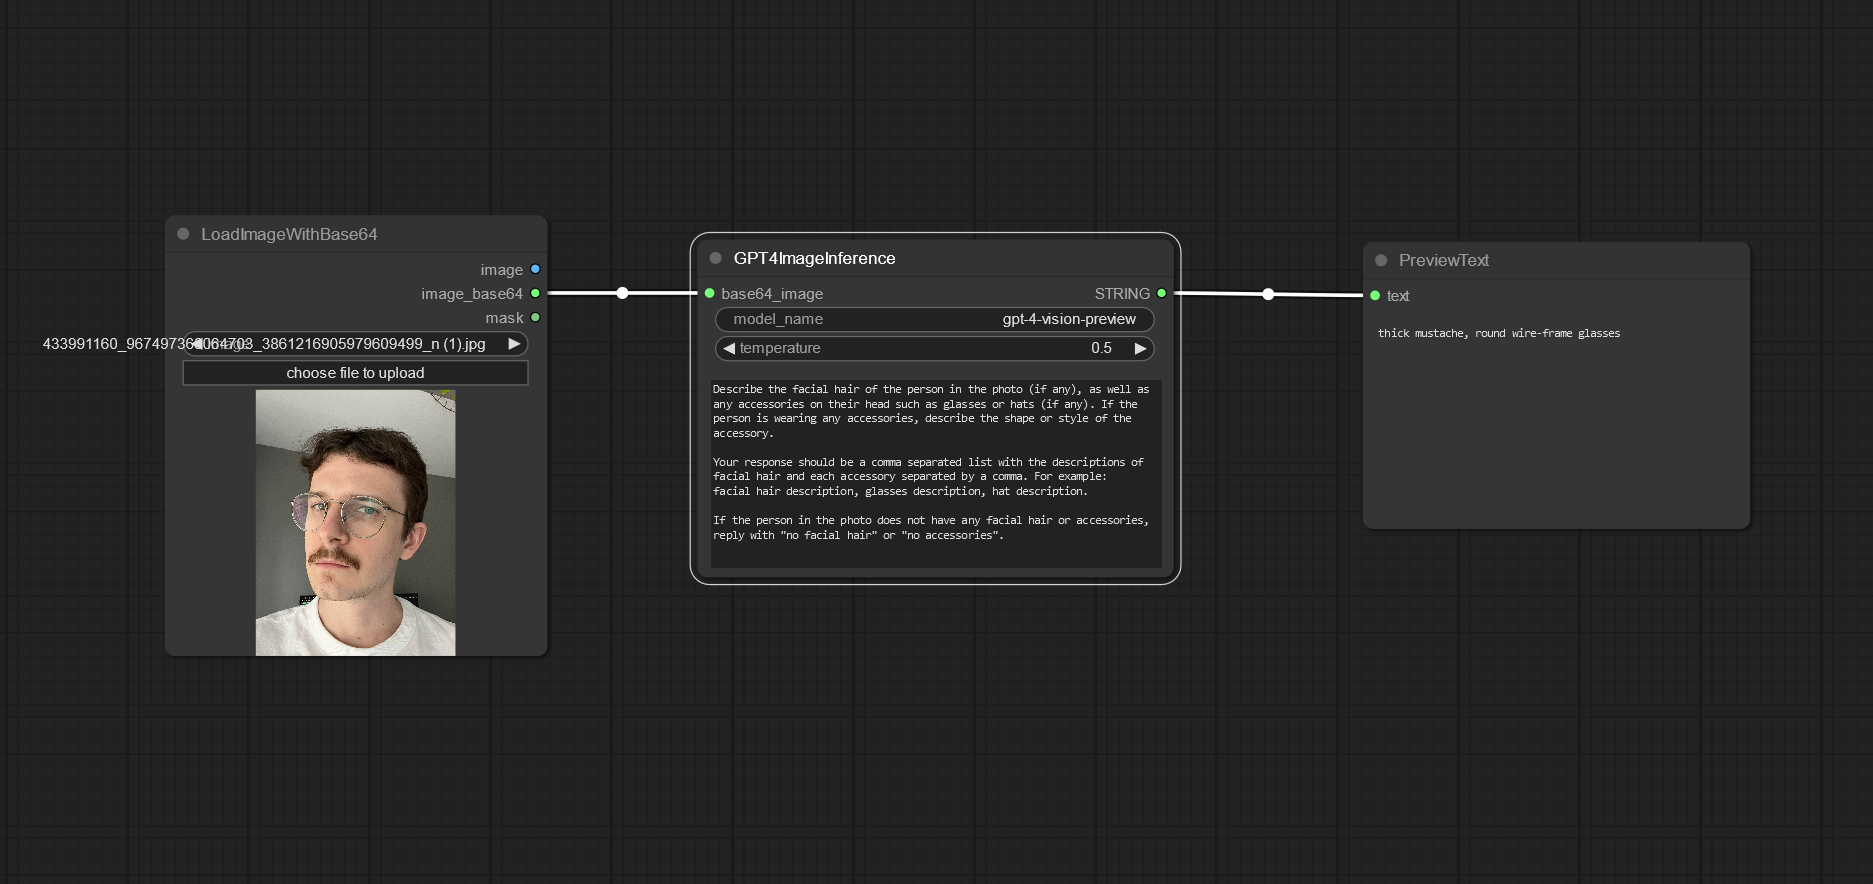 LoadImageWithBase64
image
image_base64
mask
(1).jpg
choose file to upload
GPT4ImageInference
base64_image
STRING
model_name
gpt-4-vision-preview
temperature
0.5
Describe the facial hair of the person in the photo (if any), as well as
any accessories on their head such as glasses or hats (if any). If the
person is wearing any accessories, describe the shape or style of the
accessory.
Your response should be a comma separated list with the descriptions of
facial hair and each accessory separated by a comma. For example:
facial hair description, glasses description, hat description.
If the person in the photo does not have any facial hair or accessories,
reply with "no facial hair" or "no accessories".
PreviewText
text
thick mustache, round wire-frame glasses